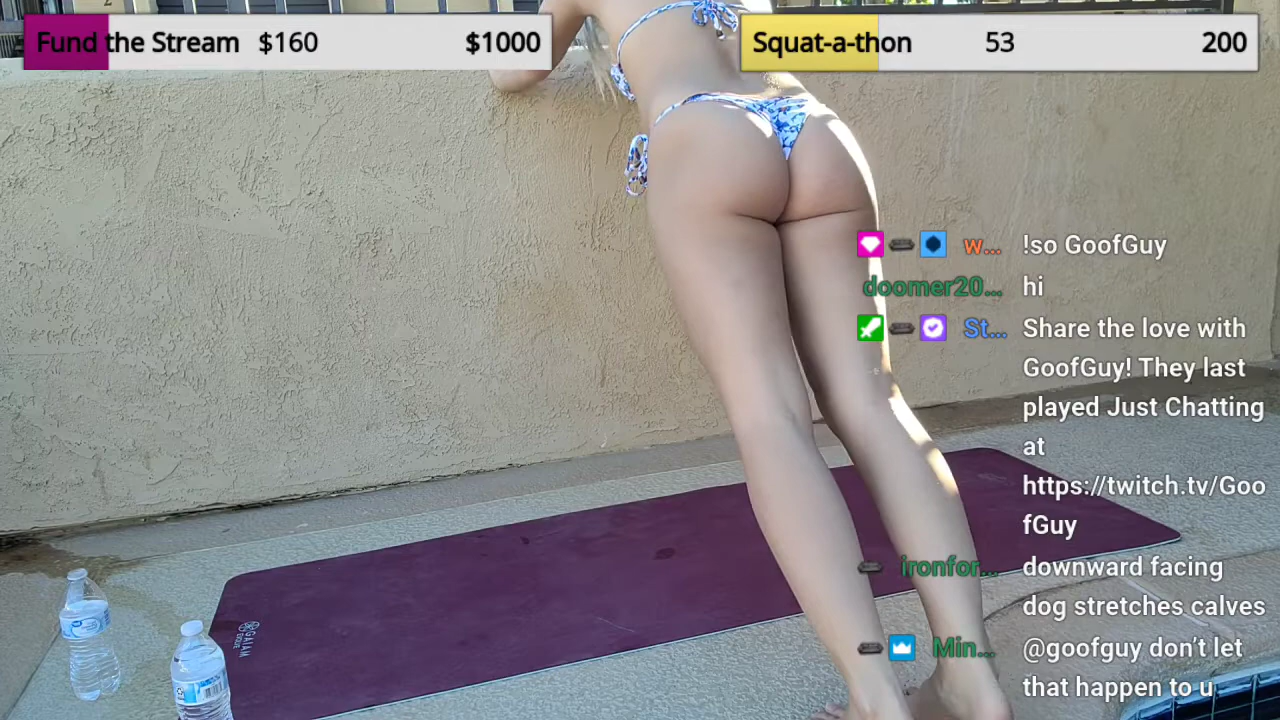 2
Fund the Stream $160 $1000
Squat-a-thon 53 200
w... !so GoofGuy
doomer20... hi
St... Share the love with
GoofGuy! They last
played Just Chatting
at
https://twitch.tv/Goo
fGuy
ironfor... downward facing
dog stretches calves
Min... @goofguy don't let
that happen to u
GAIAM